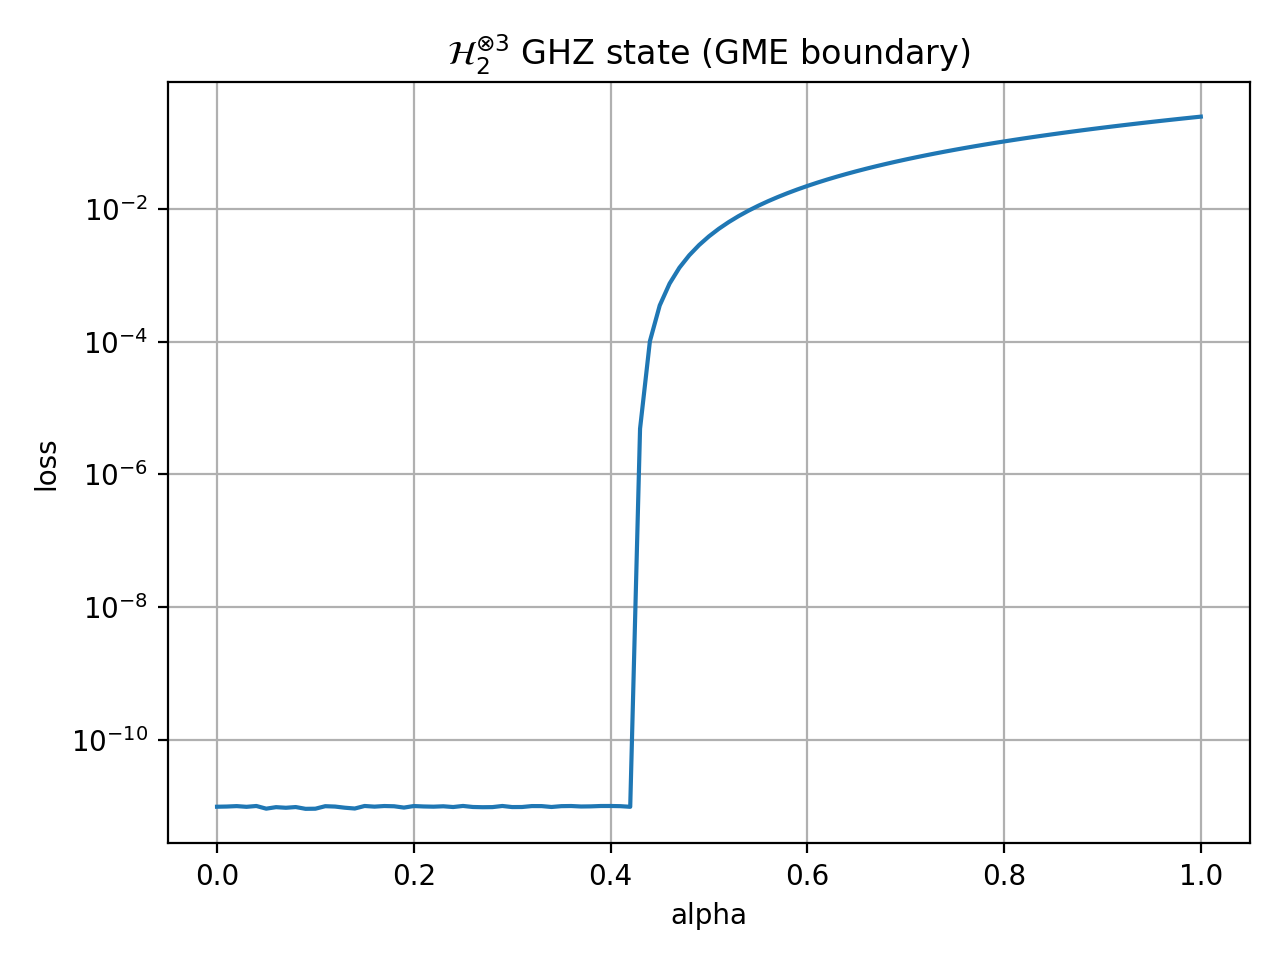 $\mathcal{H}_2^{\otimes 3}$ GHZ state (GME boundary)
loss
10⁻²
10⁻⁴
10⁻⁶
10⁻⁸
10⁻¹⁰
0.0 0.2 0.4 0.6 0.8 1.0
alpha